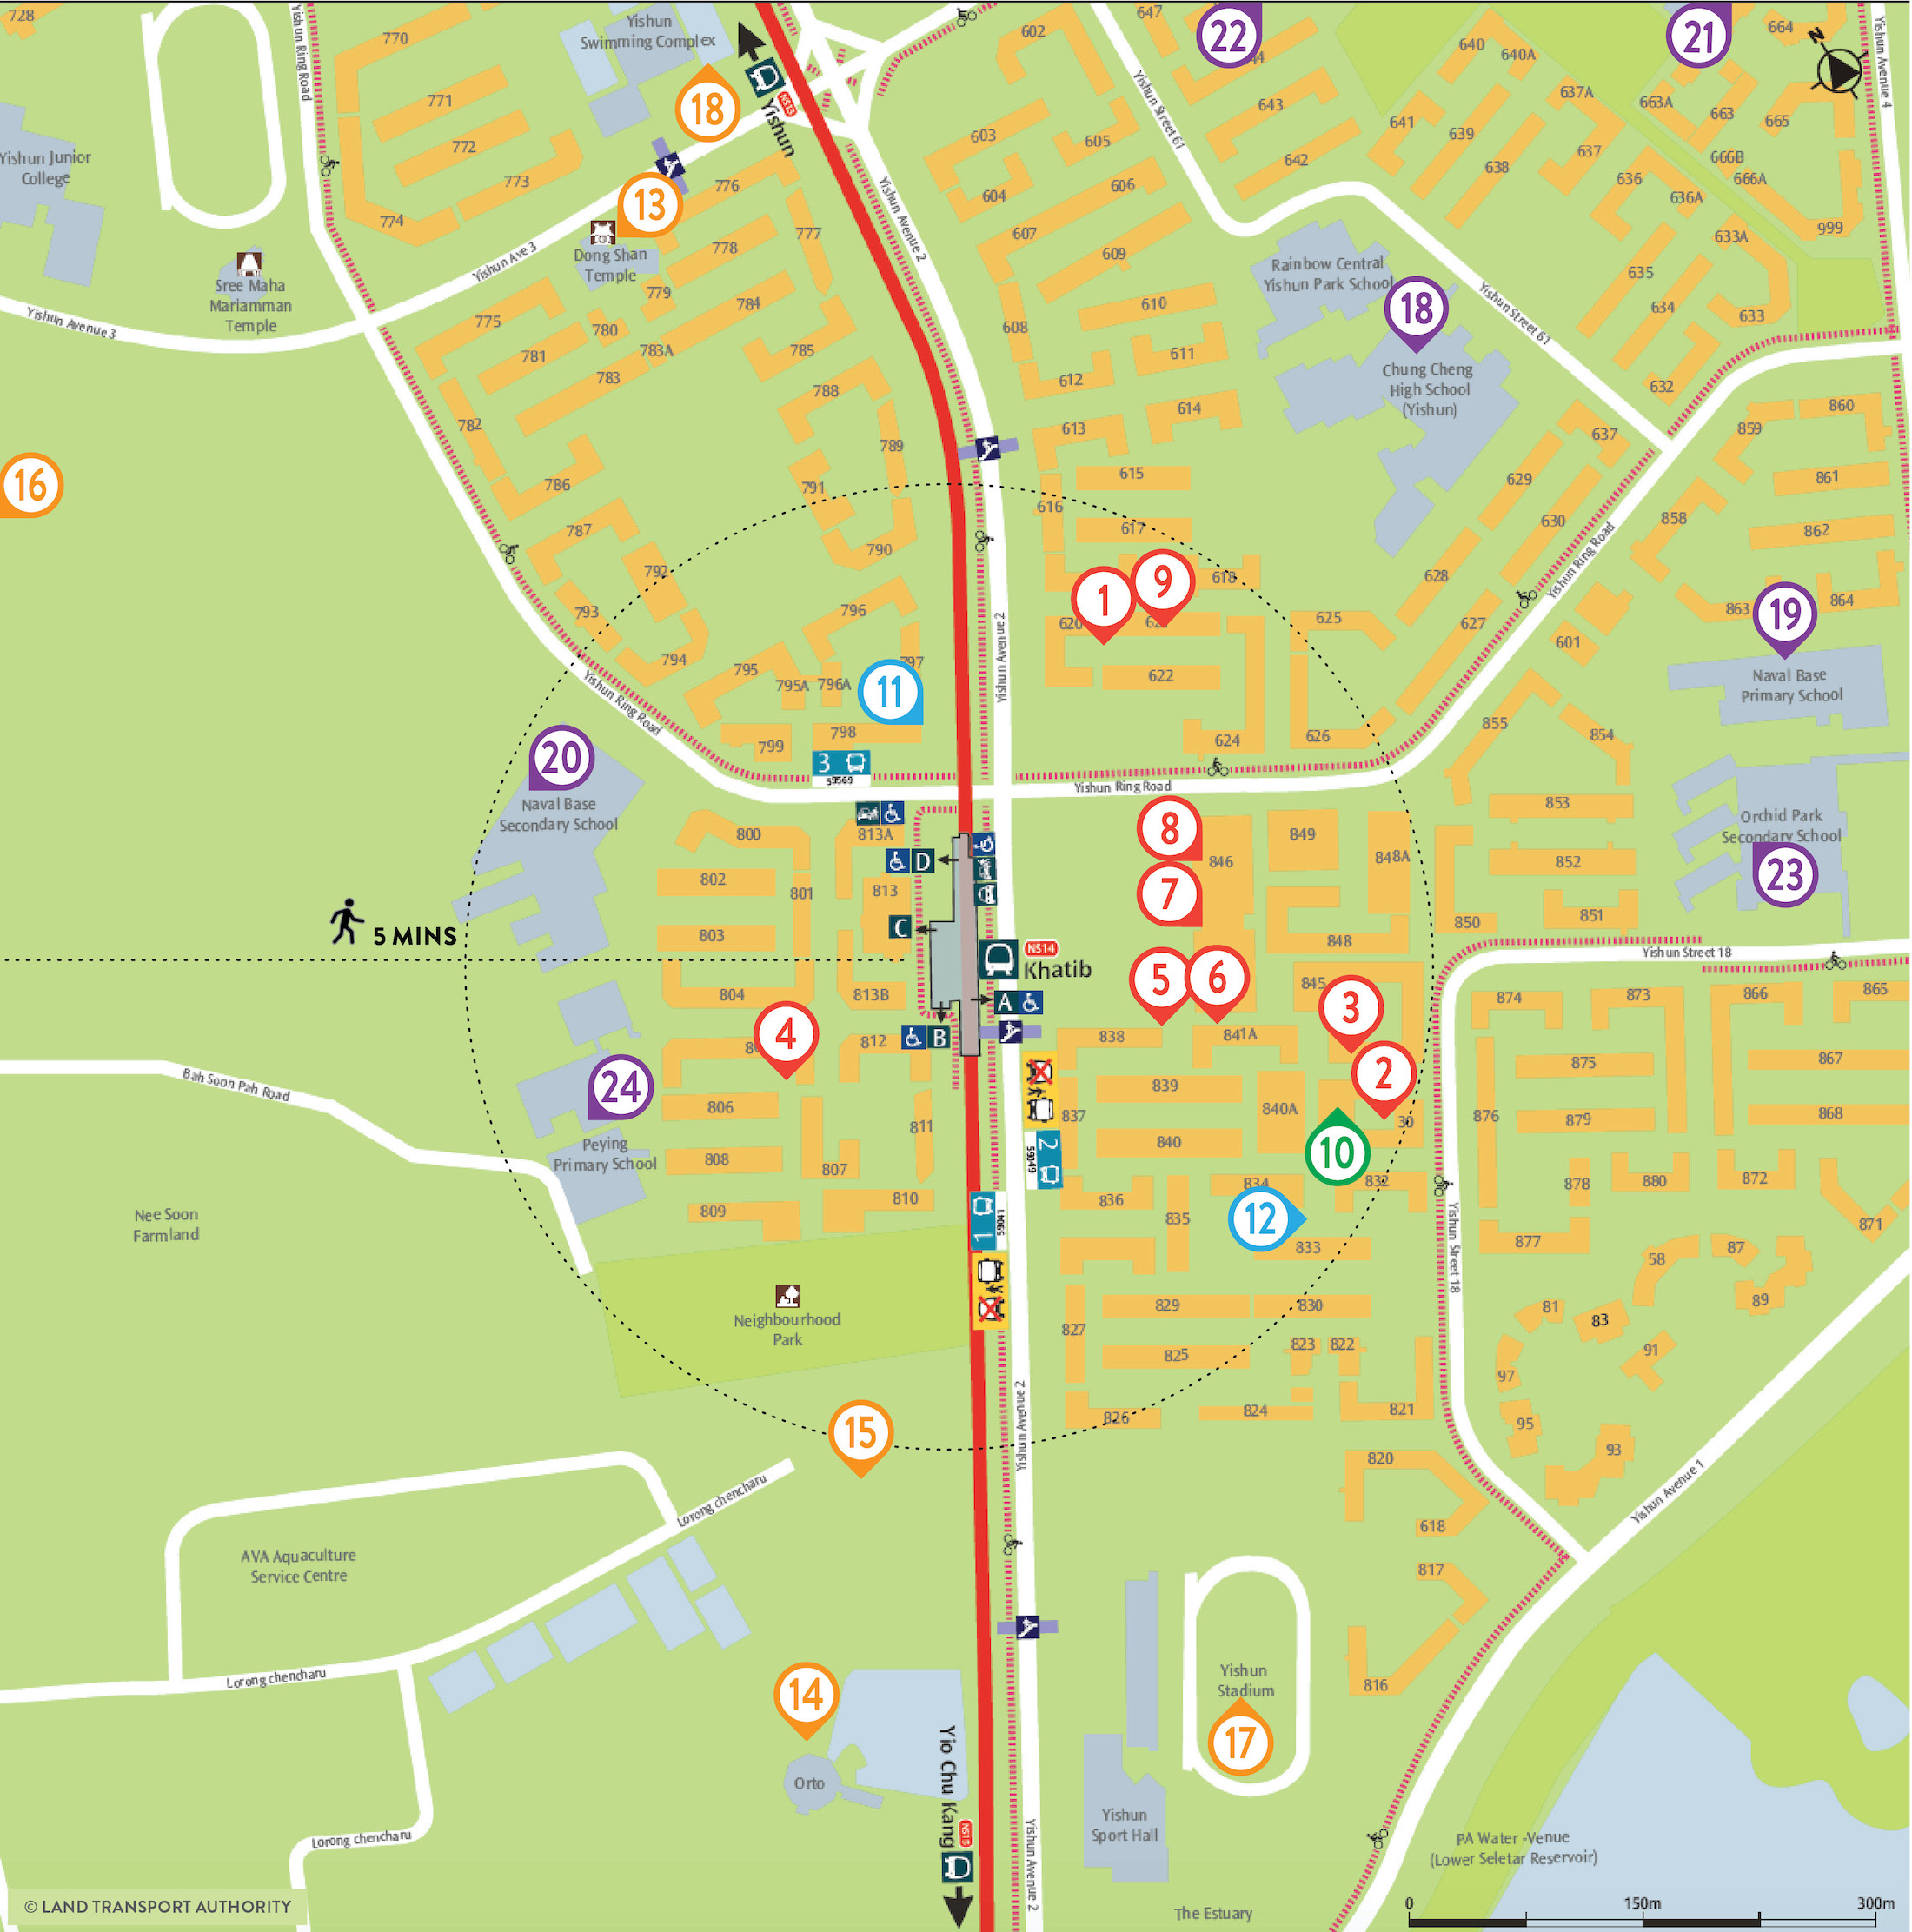 728
770
771
772
773
774
Yishun Ring Road
Yishun
Swimming Complex
18
NS13
Yishun
602
647
22
643
642
640
640A
641
639
638
637A
637
636
636A
663A
663
664
665
666B
666A
21
N
Yishun Avenue 4
999
633A
635
634
633
632
Yishun Junior
College
Sree Maha
Mariamman
Temple
Yishun Avenue 3
Yishun Ave 3
13
Dong Shan
Temple
776
777
778
779
784
775
780
781
783A
783
785
788
782
786
787
789
791
790
792
793
794
795
795A
796A
796
797
798
799
Yishun Avenue 2
603
605
604
606
607
609
608
610
611
612
614
613
615
616
617
618
Yishun Street 61
Rainbow Central
Yishun Park School
18
Chung Cheng
High School
(Yishun)
Yishun Street 61
637
629
630
628
627
625
626
860
859
861
858
862
863
864
601
19
Naval Base
Primary School
16
1
9
620
622
624
Yishun Ring Road
Yishun Ring Road
Yishun Avenue 2
11
3
59569
20
Naval Base
Secondary School
Yishun Ring Road
855
854
853
852
851
850
Orchid Park
Secondary School
23
800
813A
802
801
813
803
804
813B
812
D
C
B
A
NS14
Khatib
5 MINS
8
7
846
849
848A
848
5
6
845
3
2
838
841A
839
840A
837
840
10
836
835
834
832
12
833
829
830
827
825
823
822
826
824
821
820
618
817
816
Yishun Street 18
874
873
866
865
875
867
876
879
868
878
880
872
877
871
Yishun Street 18
58
87
89
81
83
91
97
95
93
Yishun Avenue 1
4
806
811
808
807
810
809
24
Peying
Primary School
Bah Soon Pah Road
Nee Soon
Farmland
2
59049
1
59041
Neighbourhood
Park
15
Yishun Avenue 2
Lorong chencharu
AVA Aquaculture
Service Centre
Lorong chencharu
Lorong chencharu
14
Orto
Yio Chu Kang
NS15
Yishun Avenue 2
Yishun
Stadium
17
Yishun
Sport Hall
PA Water -Venue
(Lower Seletar Reservoir)
The Estuary
0
150m
300m
© LAND TRANSPORT AUTHORITY